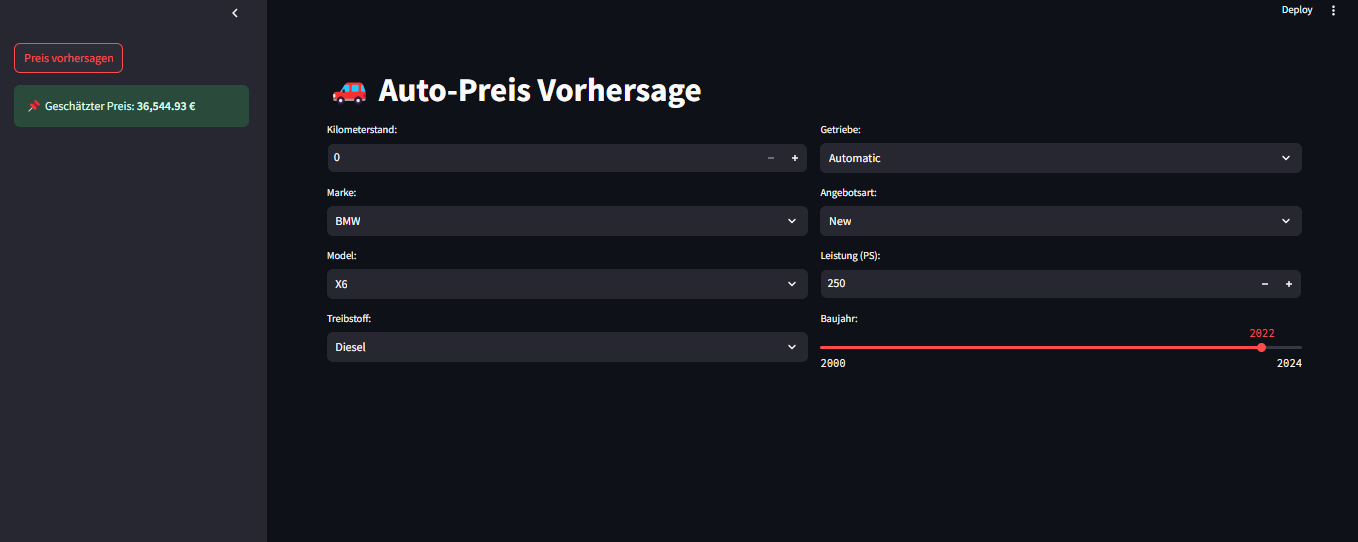 Deploy
Preis vorhersagen
Geschätzter Preis: 36,544.93 €
Auto-Preis Vorhersage
Kilometerstand:
0
Marke:
BMW
Model:
X6
Treibstoff:
Diesel
Getriebe:
Automatic
Angebotsart:
New
Leistung (PS):
250
Baujahr:
2022
2000 2024